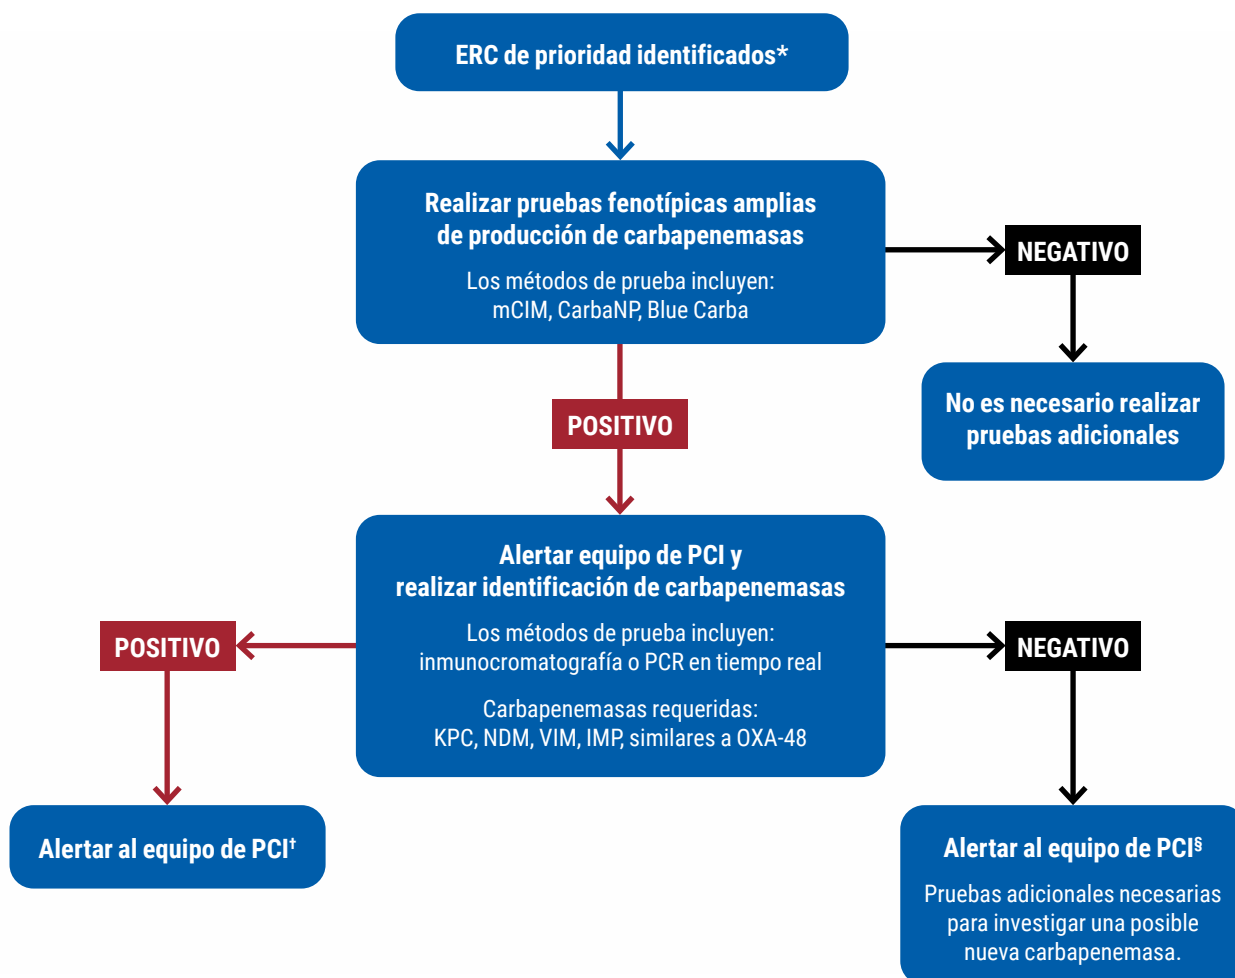 ERC de prioridad identificados*
Realizar pruebas fenotípicas amplias
de producción de carbapenemasas
Los métodos de prueba incluyen:
mCIM, CarbaNP, Blue Carba
NEGATIVO
No es necesario realizar
pruebas adicionales
POSITIVO
Alertar equipo de PCI y
realizar identificación de carbapenemasas
Los métodos de prueba incluyen:
inmunocromatografía o PCR en tiempo real
Carbapenemasas requeridas:
KPC, NDM, VIM, IMP, similares a OXA-48
POSITIVO
NEGATIVO
Alertar al equipo de PCI†
Alertar al equipo de PCI§
Pruebas adicionales necesarias
para investigar una posible
nueva carbapenemasa.